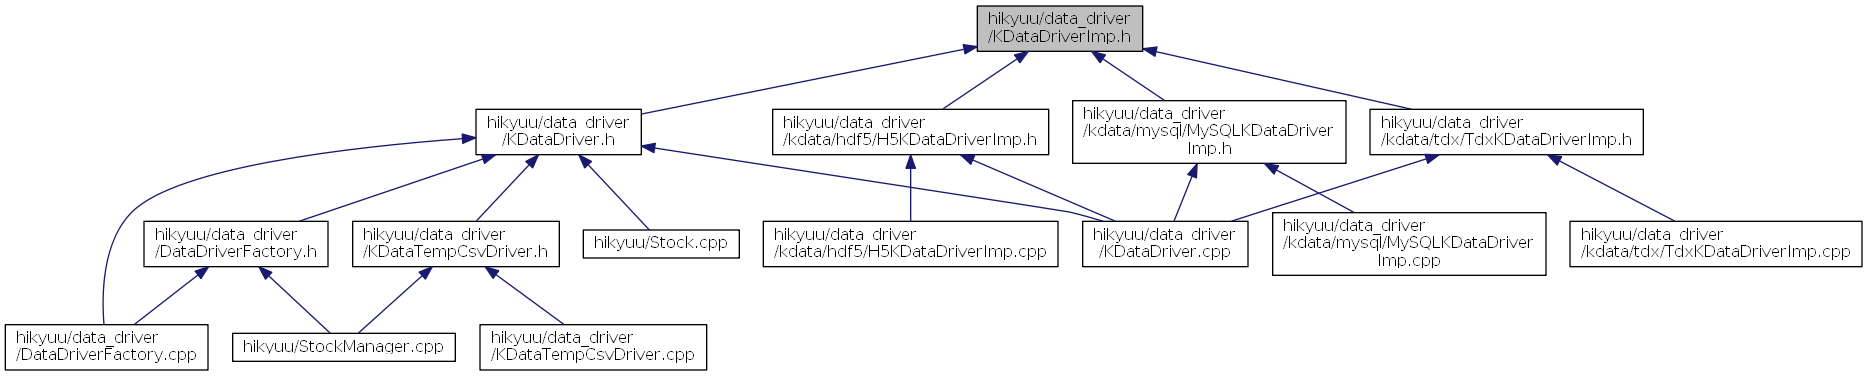 hikyuu/data_driver
/KDataDriverImp.h
hikyuu/data_driver
/KDataDriver.h
hikyuu/data_driver
/kdata/hdf5/H5KDataDriverImp.h
hikyuu/data_driver
/kdata/mysql/MySQLKDataDriver
Imp.h
hikyuu/data_driver
/kdata/tdx/TdxKDataDriverImp.h
hikyuu/data_driver
/DataDriverFactory.h
hikyuu/data_driver
/KDataTempCsvDriver.h
hikyuu/Stock.cpp
hikyuu/data_driver
/kdata/hdf5/H5KDataDriverImp.cpp
hikyuu/data_driver
/KDataDriver.cpp
hikyuu/data_driver
/kdata/mysql/MySQLKDataDriver
Imp.cpp
hikyuu/data_driver
/kdata/tdx/TdxKDataDriverImp.cpp
hikyuu/data_driver
/DataDriverFactory.cpp
hikyuu/StockManager.cpp
hikyuu/data_driver
/KDataTempCsvDriver.cpp